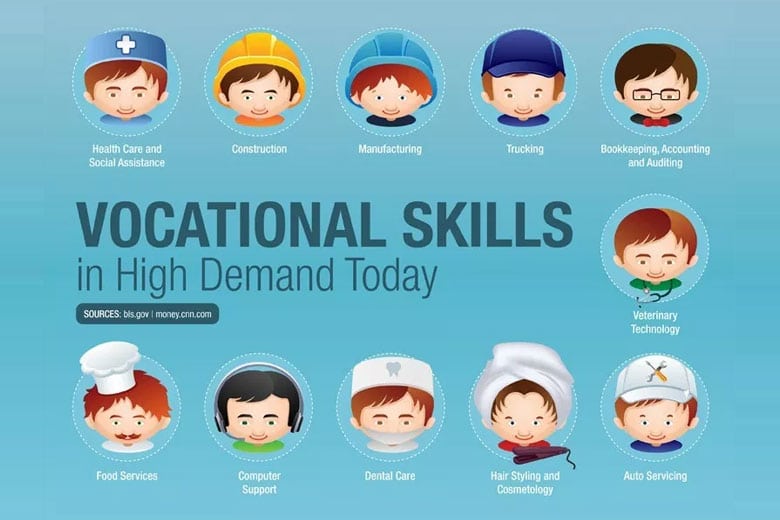 Health Care and
Social Assistance
Construction
Manufacturing
Trucking
Bookkeeping, Accounting
and Auditing
VOCATIONAL SKILLS
in High Demand Today
SOURCES: bls.gov | money.cnn.com
Veterinary
Technology
Food Services
Computer
Support
Dental Care
Hair Styling and
Cosmetology
Auto Servicing